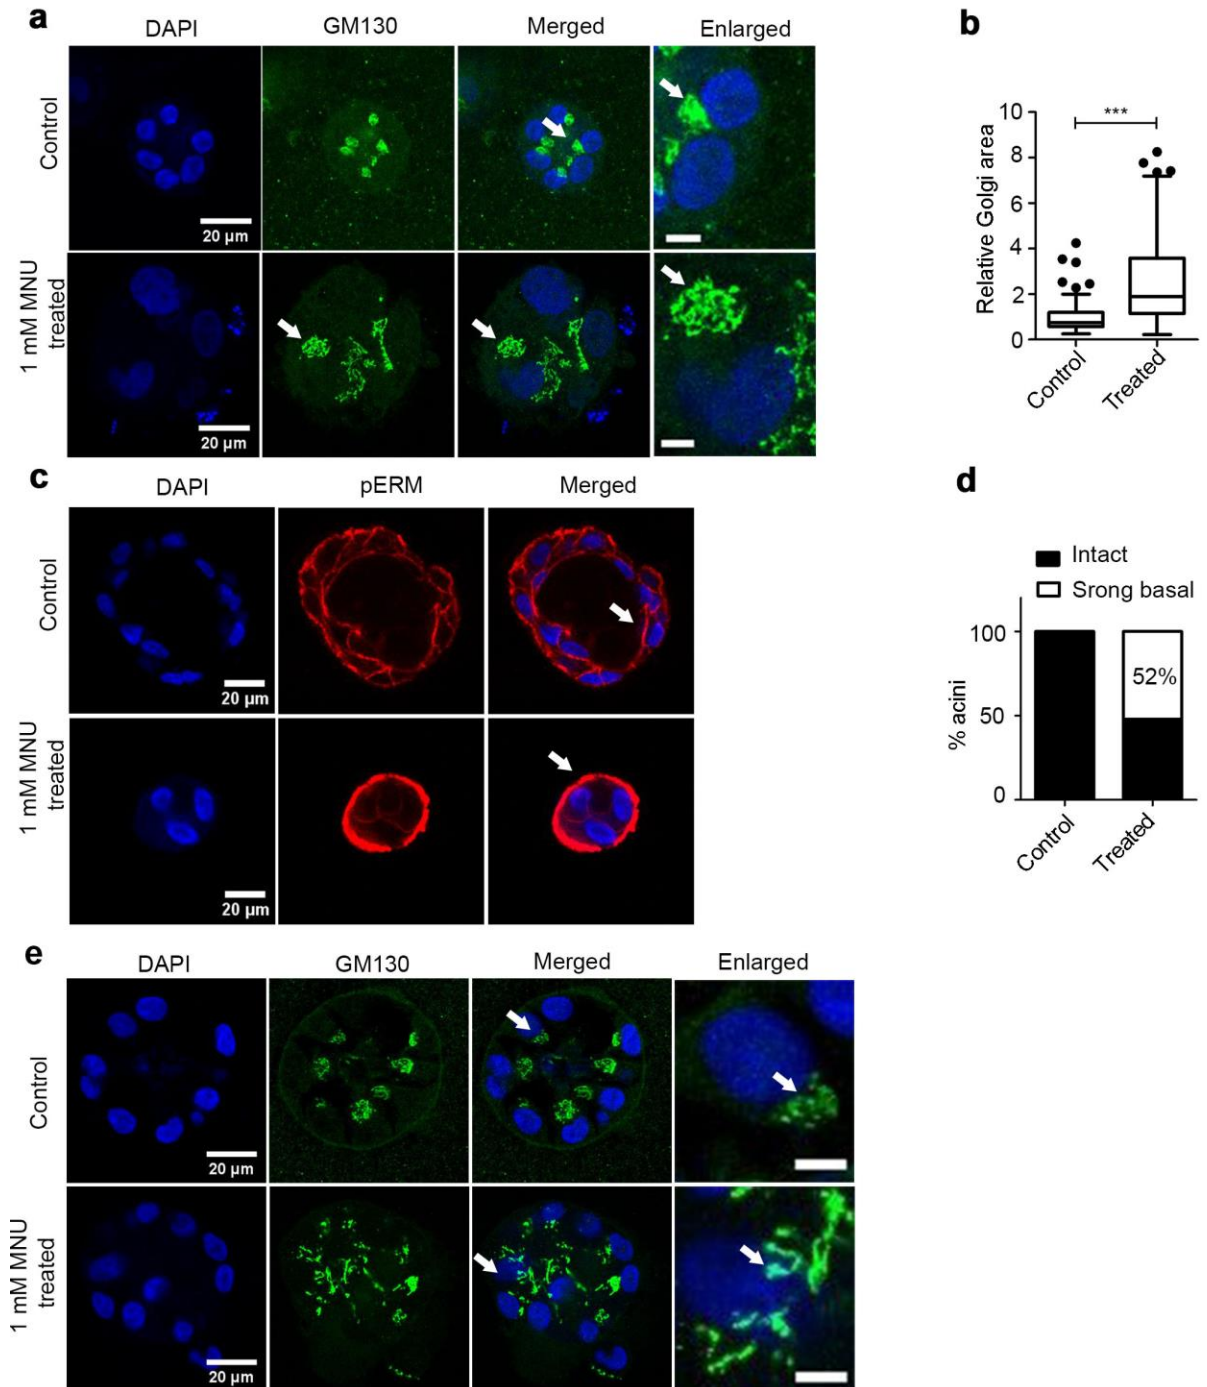 a
DAPI GM130 Merged Enlarged
Control
20 µm
1 mM MNU
treated
20 µm
b
Relative Golgi area
10
8
6
4
2
0
***
Control Treated
c
DAPI pERM Merged
Control
20 µm
1 mM MNU
treated
20 µm
d
Intact
Srong basal
% acini
100
50
0
52%
Control Treated
e
DAPI GM130 Merged Enlarged
Control
20 µm
1 mM MNU
treated
20 µm